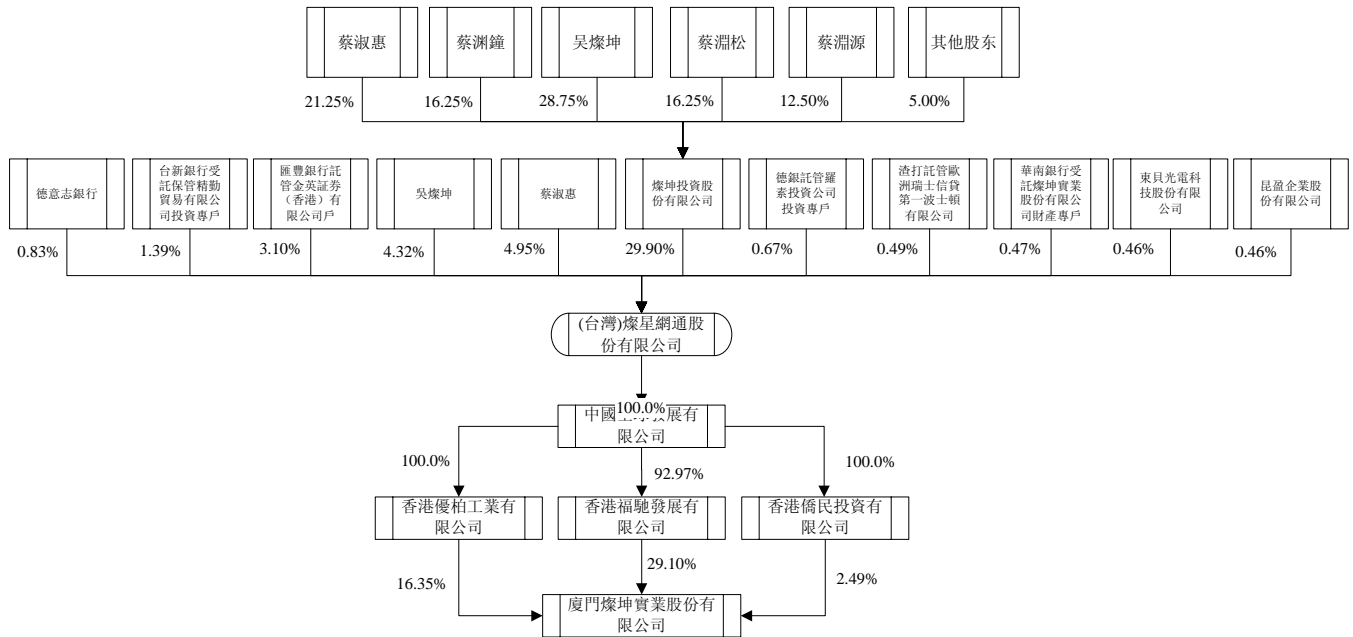 蔡淑惠
蔡渊鐘
吴燦坤
蔡淵松
蔡淵源
其他股东
21.25%
16.25%
28.75%
16.25%
12.50%
5.00%
德意志銀行
台新銀行受
託保管精勤
貿易有限公
司投資專戶
匯豐銀行託
管金英証券
(香港)有
限公司戶
吳燦坤
蔡淑惠
燦坤投資股
份有限公司
德銀託管羅
素投資公司
投資專戶
渣打託管歐
洲瑞士信貸
第一波士頓
有限公司
華南銀行受
託燦坤實業
股份有限公
司財產專戶
東貝光電科
技股份有限
公司
昆盈企業股
份有限公司
0.83%
1.39%
3.10%
4.32%
4.95%
29.90%
0.67%
0.49%
0.47%
0.46%
0.46%
(台灣)燦星網通股
份有限公司
100.0%
中國 發展有
限公司
100.0%
92.97%
100.0%
香港優柏工業有
限公司
香港福馳發展有
限公司
香港僑民投資有
限公司
16.35%
29.10%
2.49%
廈門燦坤實業股份有
限公司